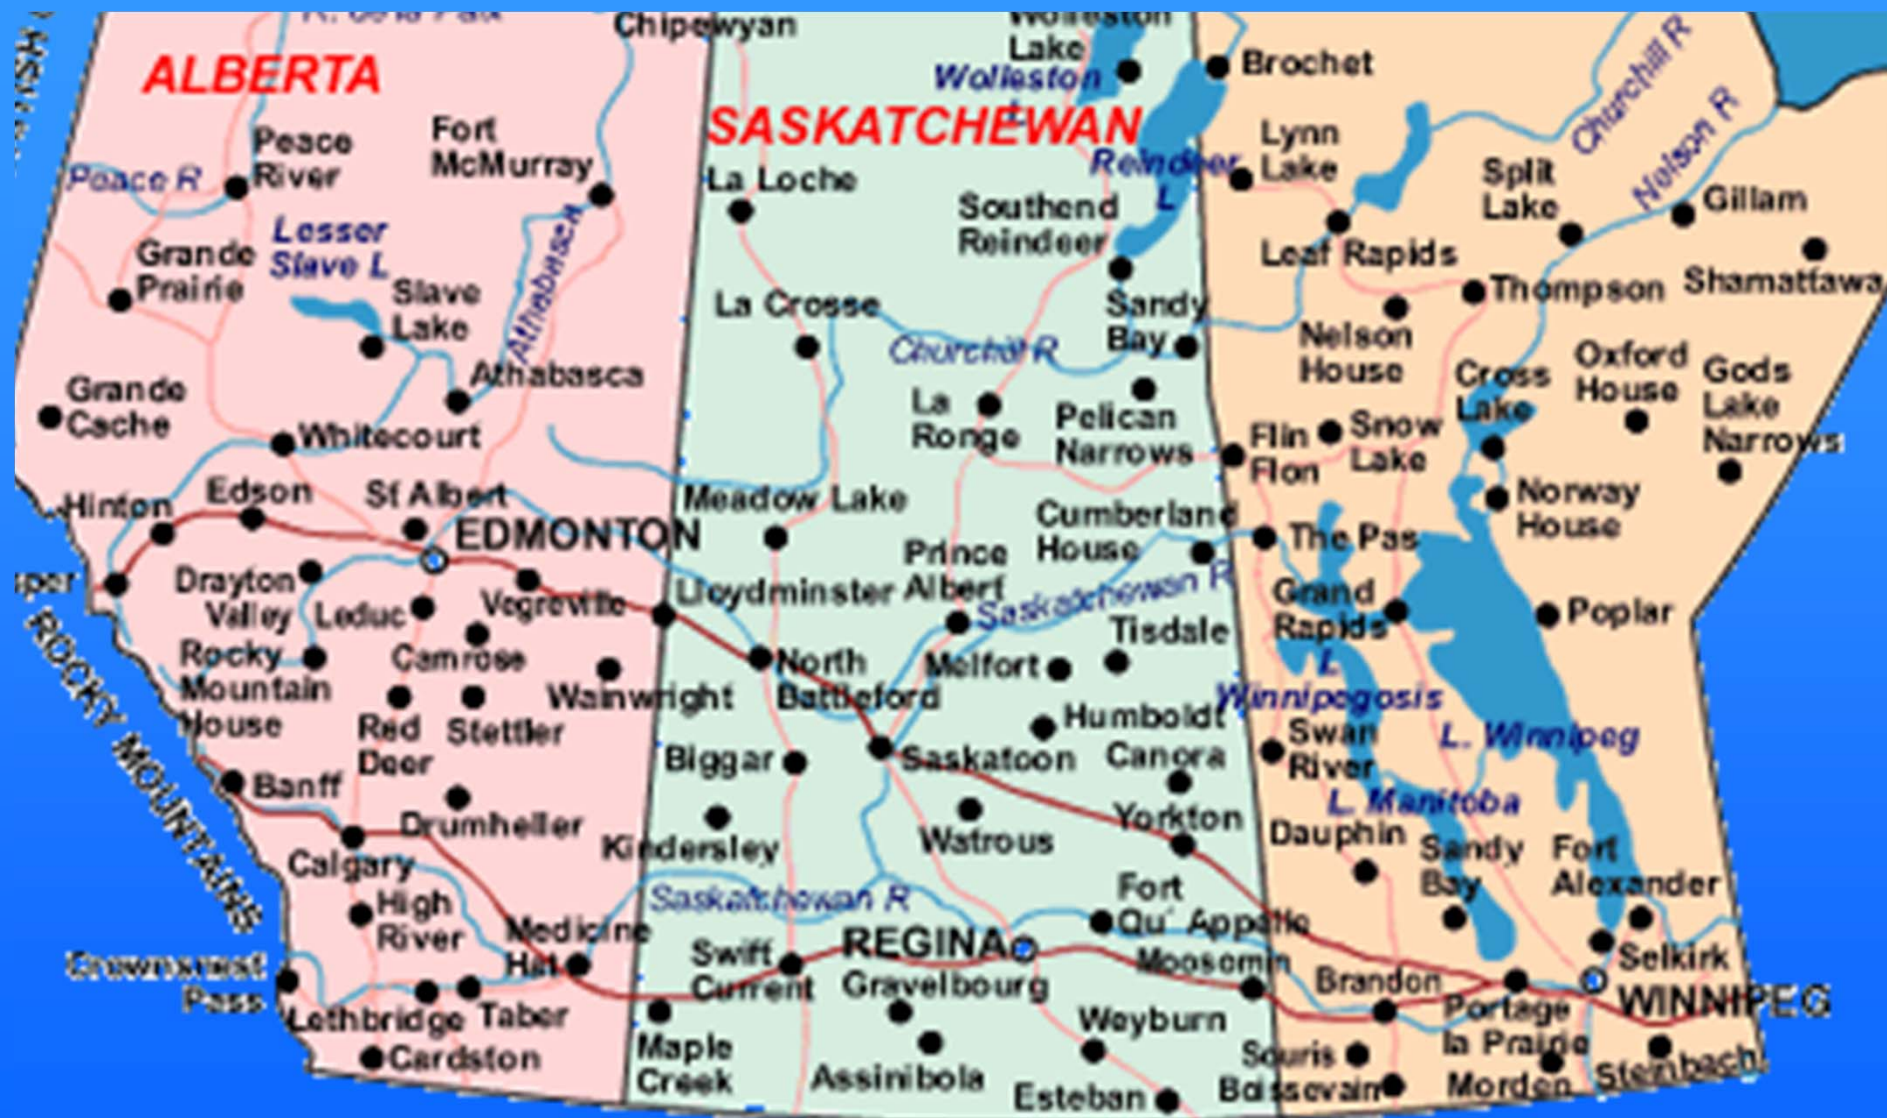 Chipewyan
Lake
Wolleston
L
Brochet
Churchill R
ALBERTA
SASKATCHEWAN
Nelson R
Peace
River
Fort
McMurray
Peace R
La Loche
Reindeer
L
Lynn
Lake
Split
Lake
Gillam
Southend
Reindeer
Leaf Rapids
Shamattawa
Lesser
Slave L
Grande
Prairie
Slave
Lake
Athabasca
La Crosse
Sandy
Bay
Thompson
Churchill R
Nelson
House
Oxford
House
Cross
Lake
Gods
Lake
Narrows
Athabasca
Grande
Cache
Whitecourt
La
Ronge
Pelican
Narrows
Flin
Flon
Snow
Lake
Hinton
Edson
St Albert
EDMONTON
Meadow Lake
Cumberland
House
The Pas
Norway
House
Drayton
Valley
Leduc
Vegreville
Lloydminster
Prince
Albert
Saskatchewan R
Grand
Rapids
Poplar
Rocky
Mountain
House
Camrose
Wainwright
North
Battleford
Melfort
Tisdale
L
Winnipegosis
Red
Deer
Stettler
Humboldt
L. Winnipeg
ROCKY MOUNTAINS
Banff
Biggar
Saskatoon
Canora
Swan
River
L. Manitoba
Drumheller
Calgary
Kindersley
Watrous
Yorkton
Dauphin
Sandy
Bay
Fort
Alexander
High
River
Saskatchewan R
Fort
Qu' Appelle
Medicine
Hat
Swift
Current
REGINA
Moosemin
Brandon
Selkirk
WINNIPEG
Crowsnest
Pass
Lethbridge
Taber
Gravelbourg
Portage
la Prairie
Cardston
Maple
Creek
Assinibola
Weyburn
Esteban
Souris
Boissevain
Morden
Steinbach